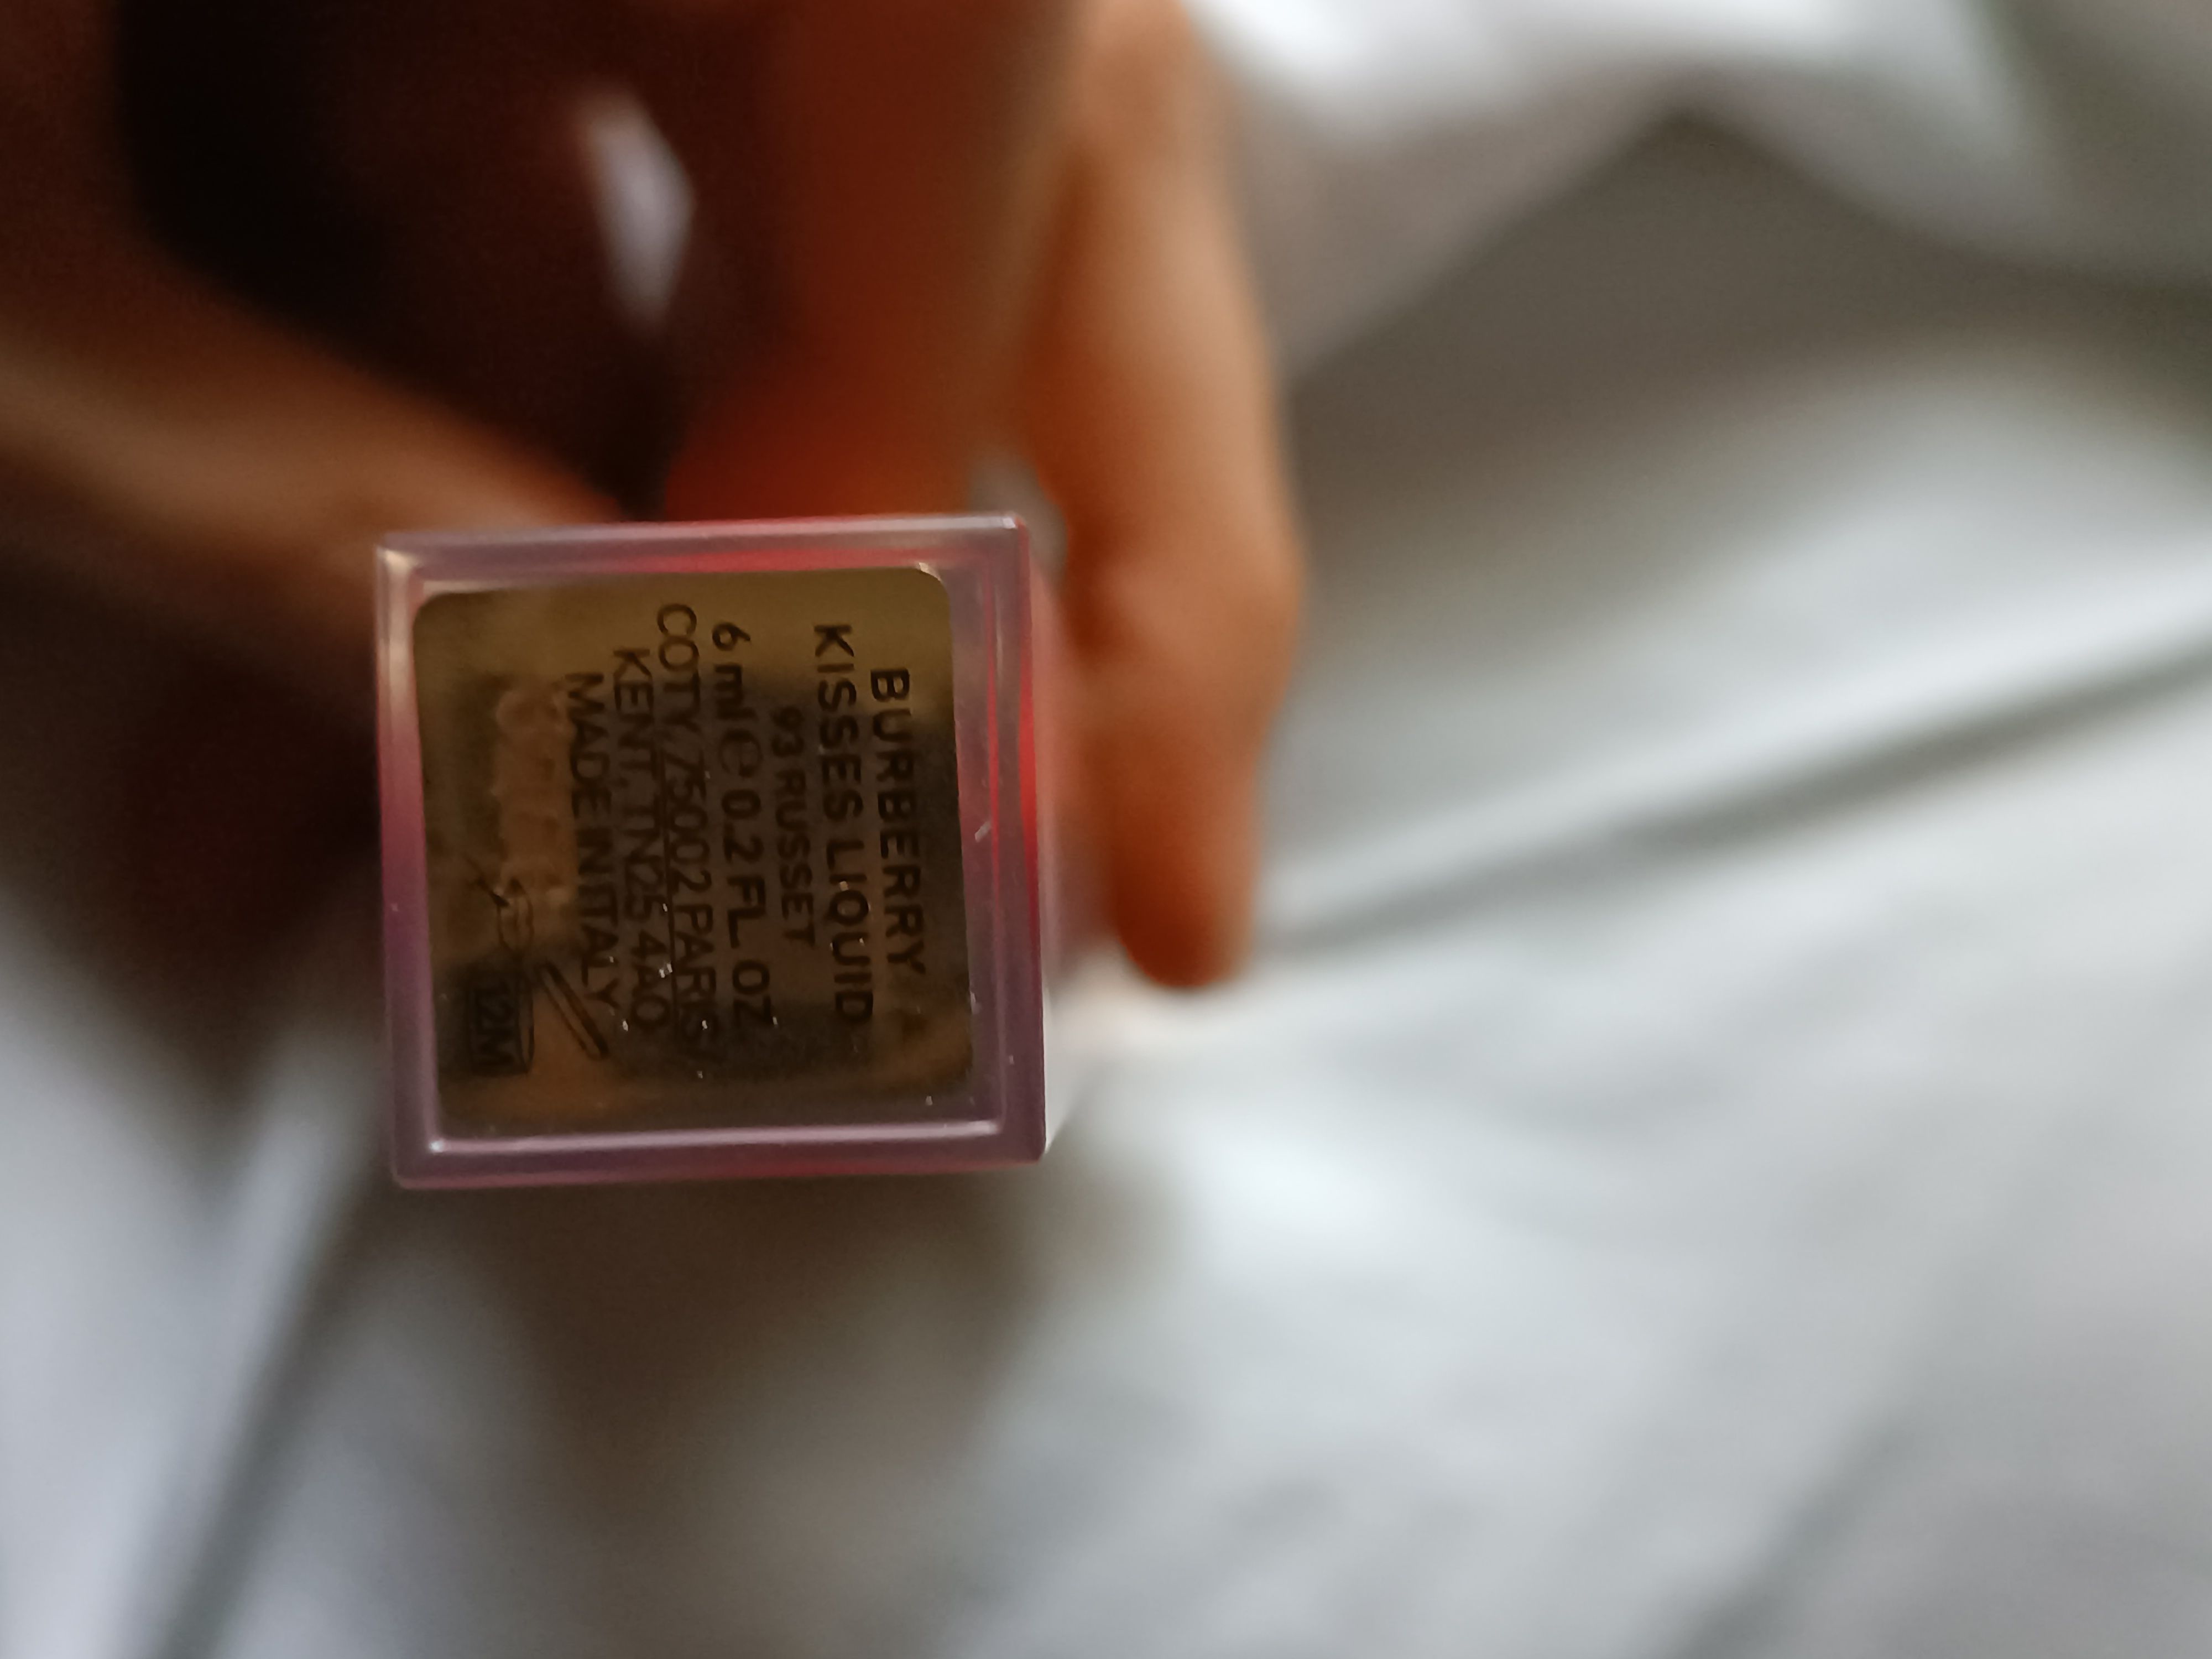 BURBERRY
KISSES LIQUID
93 RUSSET
6 ml ℮ 0.2 FL. OZ
COTY, 75002 PARIS/
KENT, TN25 4AQ
MADE IN ITALY
12M